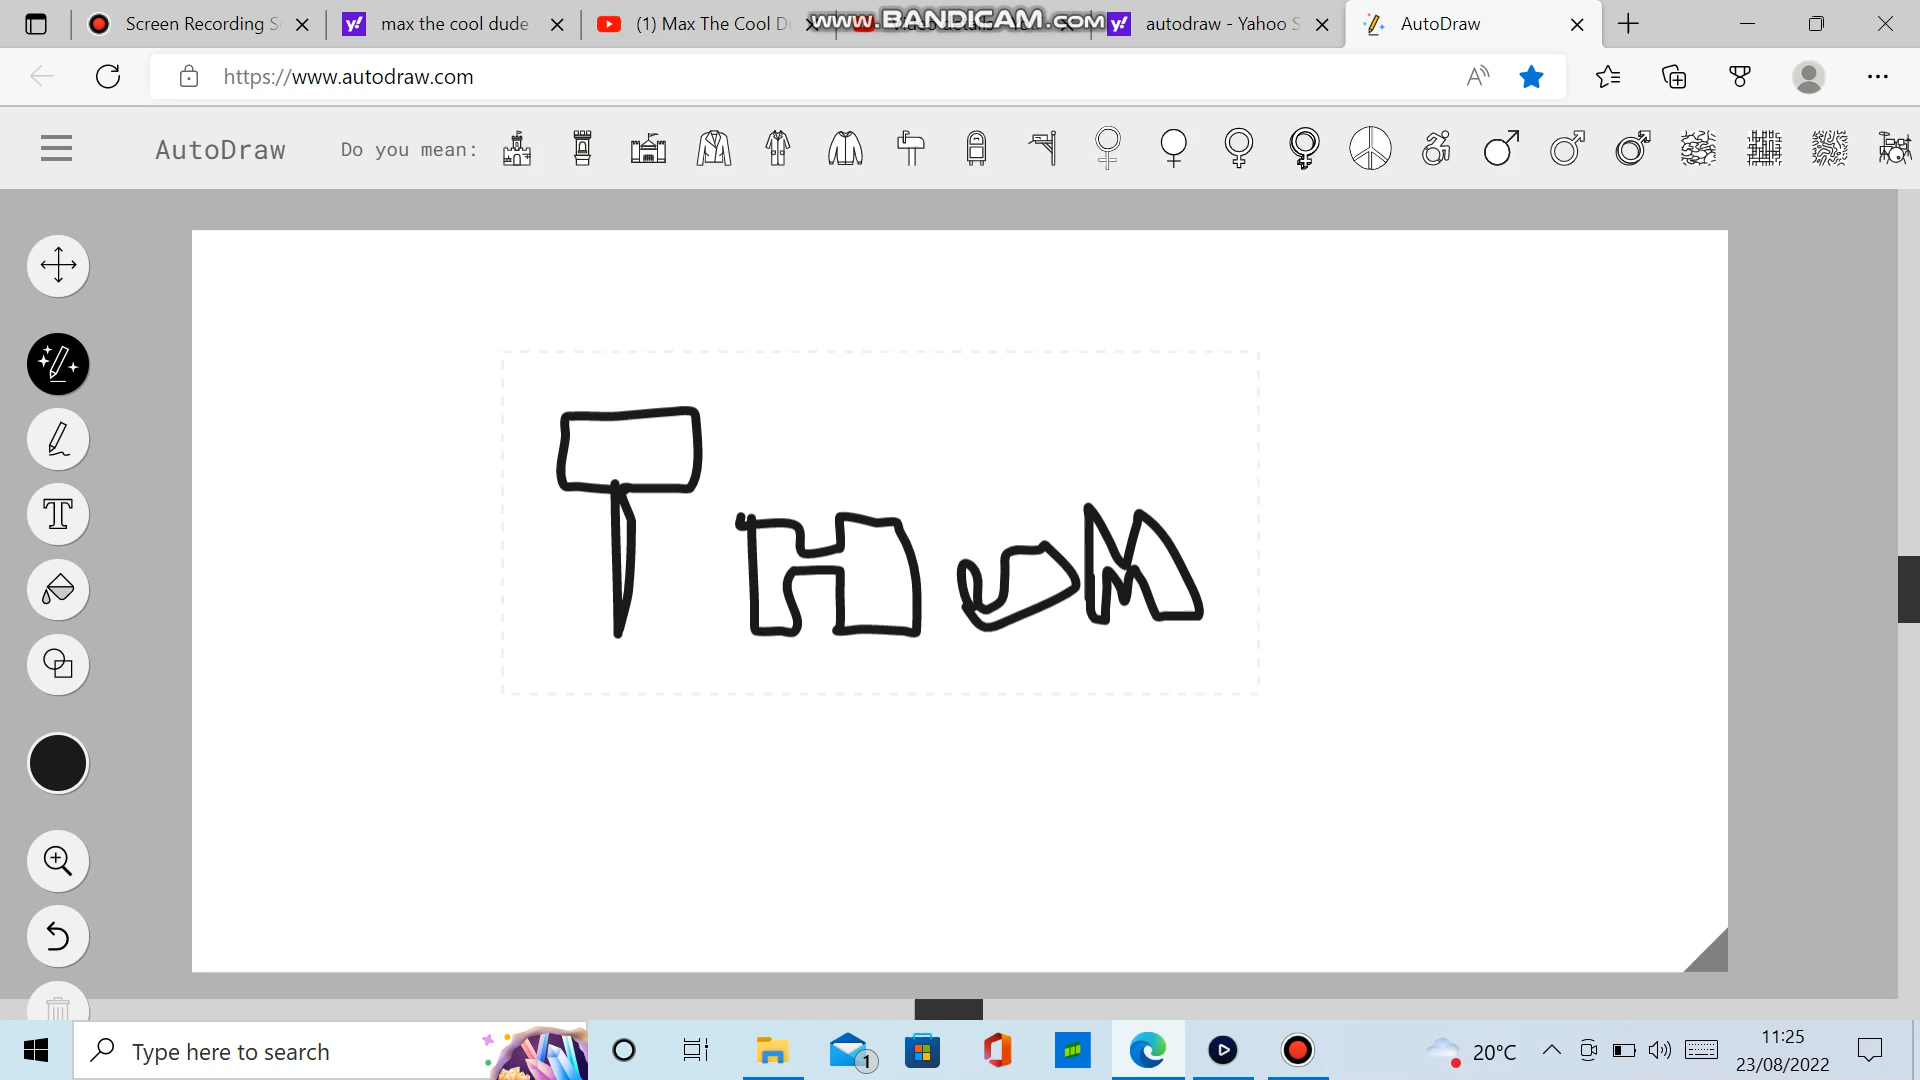 Screen Recording S
max the cool dude
(1) Max The Cool D
www.BANDICAM.com
autodraw - Yahoo S
AutoDraw
https://www.autodraw.com
AutoDraw
Do you mean:
T
Type here to search
1
20°C
11:25
23/08/2022